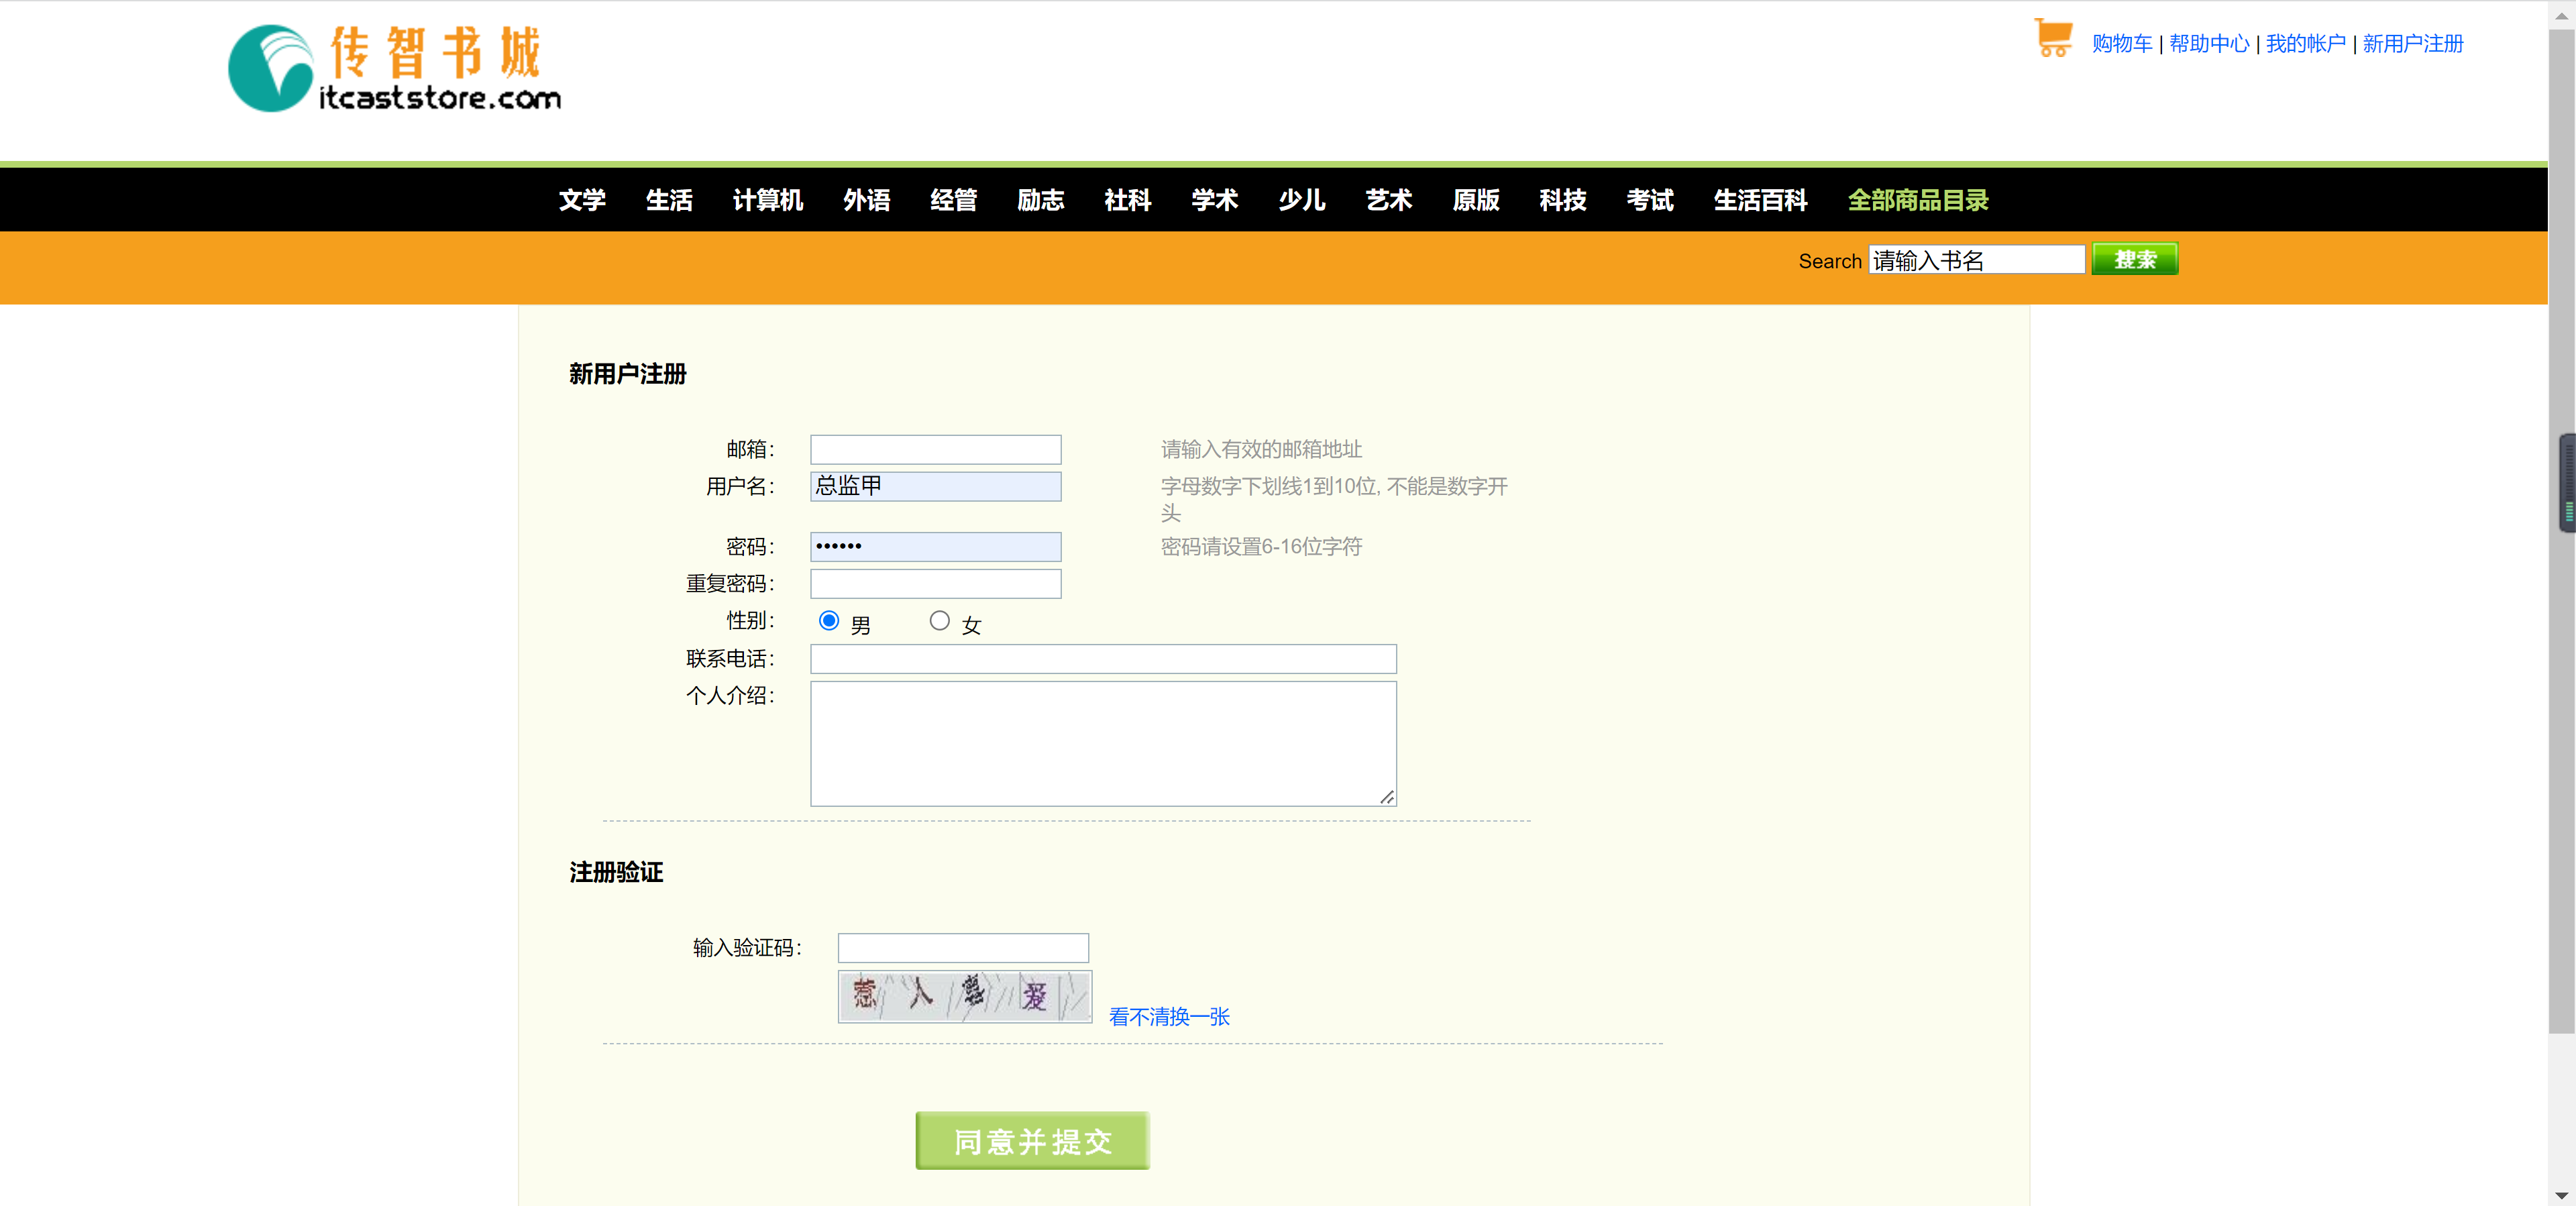 传智书城
itcaststore.com
购物车 | 帮助中心 | 我的帐户 | 新用户注册
文学 生活 计算机 外语 经管 励志 社科 学术 少儿 艺术 原版 科技 考试 生活百科 全部商品目录
Search 请输入书名 搜索
新用户注册
邮箱： 请输入有效的邮箱地址
用户名： 总监甲 字母数字下划线1到10位, 不能是数字开
头
密码： •••••• 密码请设置6-16位字符
重复密码：
性别： 男 女
联系电话：
个人介绍：
注册验证
输入验证码：
惹人 爱
看不清换一张
同意并提交